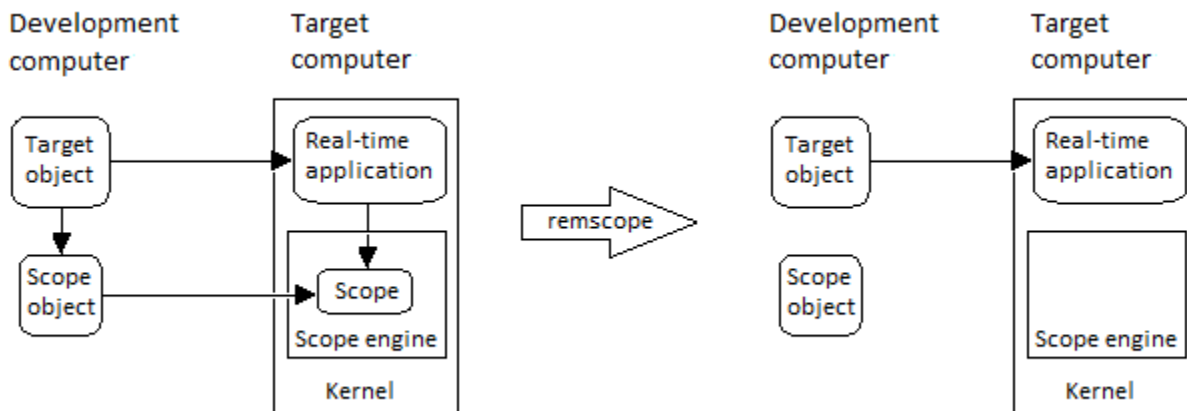 Development
computer
Target
computer
Target
object
Real-time
application
Scope
object
Scope
Scope engine
Kernel
remscope
Development
computer
Target
computer
Target
object
Real-time
application
Scope
object
Scope engine
Kernel